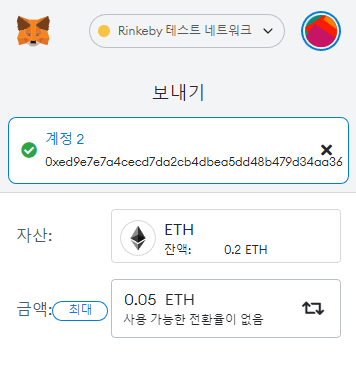 Rinkeby 테스트 네트워크
보내기
계정 2
0xed9e7e7a4cecd7da2cb4dbea5dd48b479d34aa36
자산:
ETH
잔액: 0.2 ETH
금액:
최대
0.05 ETH
사용 가능한 전환율이 없음